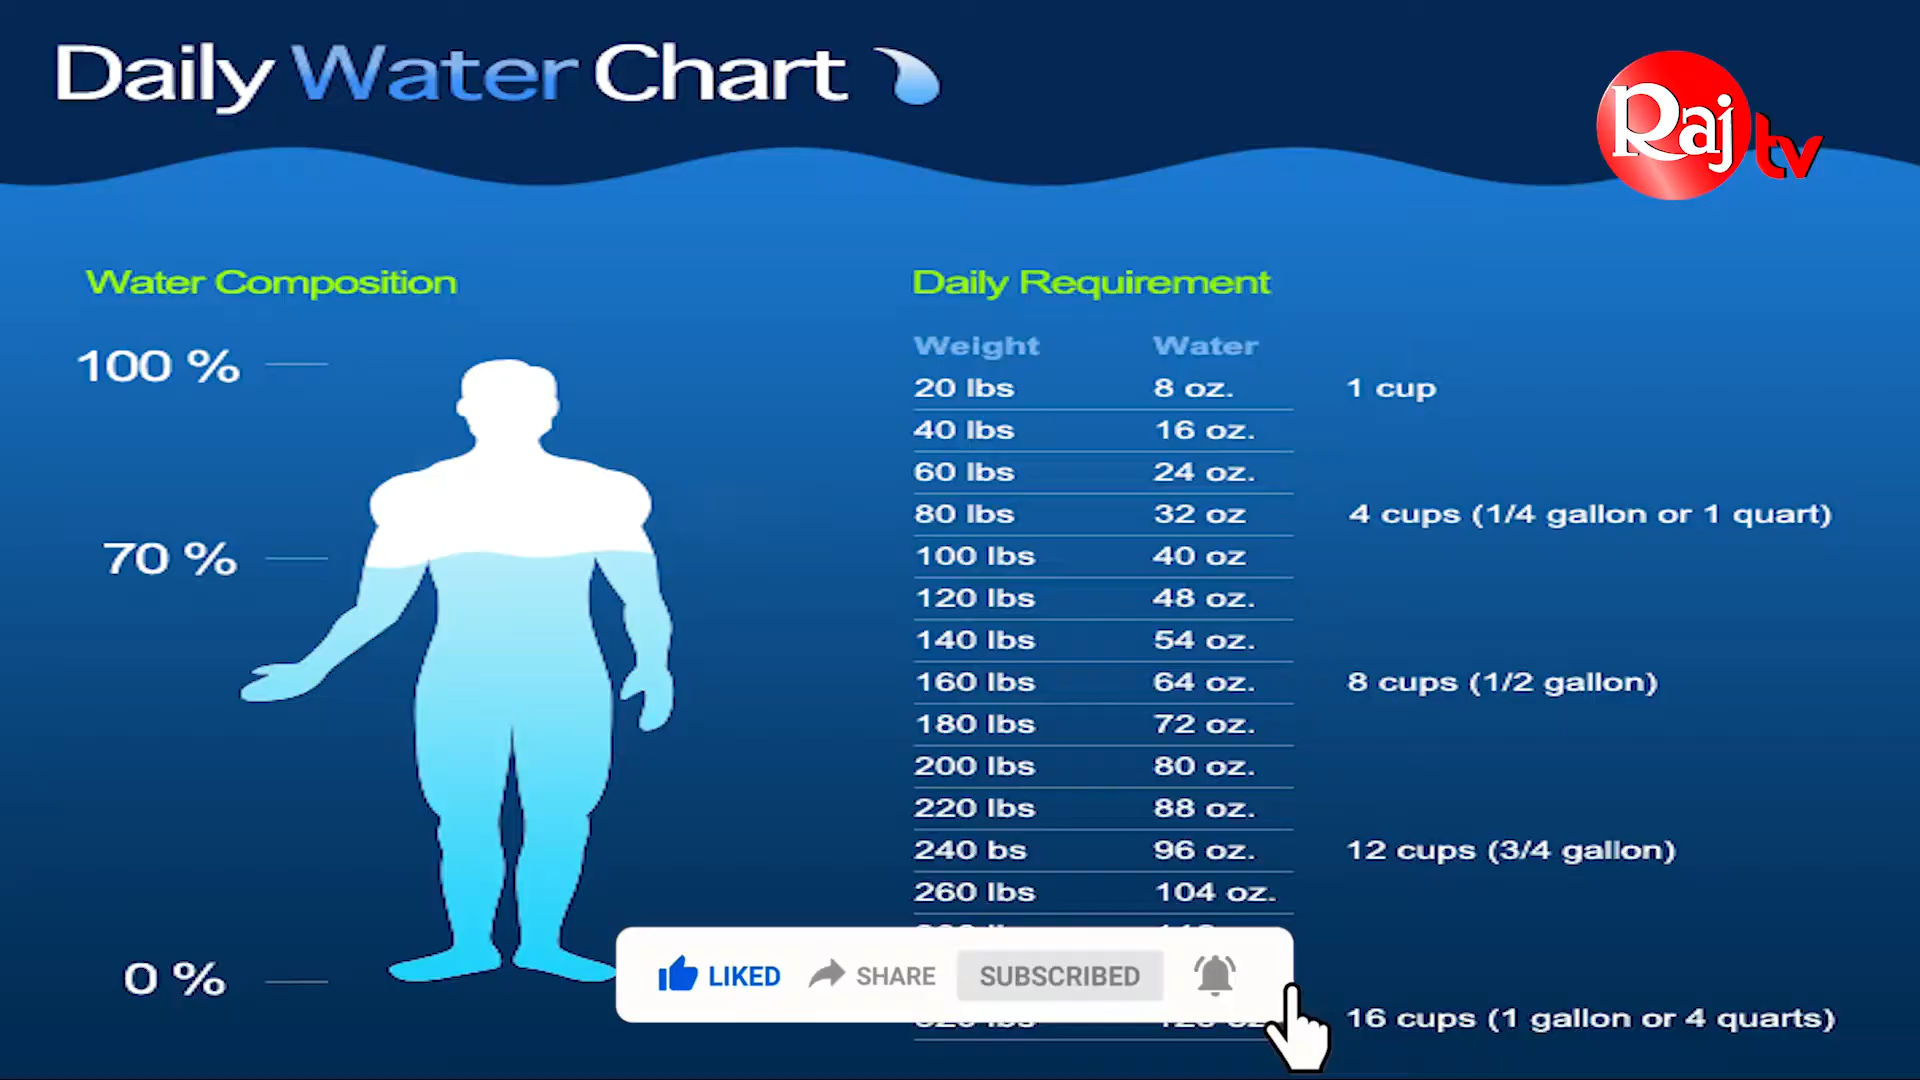 Daily Water Chart
Raj tv
Water Composition
100 %
70 %
0 %
Daily Requirement
Weight Water
20 lbs 8 oz. 1 cup
40 lbs 16 oz.
60 lbs 24 oz.
80 lbs 32 oz 4 cups (1/4 gallon or 1 quart)
100 lbs 40 oz
120 lbs 48 oz.
140 lbs 54 oz.
160 lbs 64 oz. 8 cups (1/2 gallon)
180 lbs 72 oz.
200 lbs 80 oz.
220 lbs 88 oz.
240 bs 96 oz. 12 cups (3/4 gallon)
260 lbs 104 oz.
16 cups (1 gallon or 4 quarts)
LIKED SHARE SUBSCRIBED